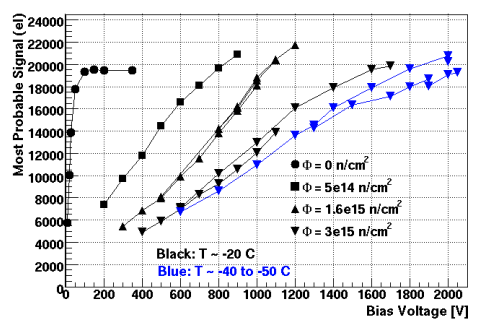 Most Probable Signal (el)
24000
22000
20000
18000
16000
14000
12000
10000
8000
6000
4000
2000
0
Φ = 0 n/cm²
Φ = 5e14 n/cm²
Φ = 1.6e15 n/cm²
Φ = 3e15 n/cm²
Black: T ~ -20 C
Blue: T ~ -40 to -50 C
0 200 400 600 800 1000 1200 1400 1600 1800 2000
Bias Voltage [V]